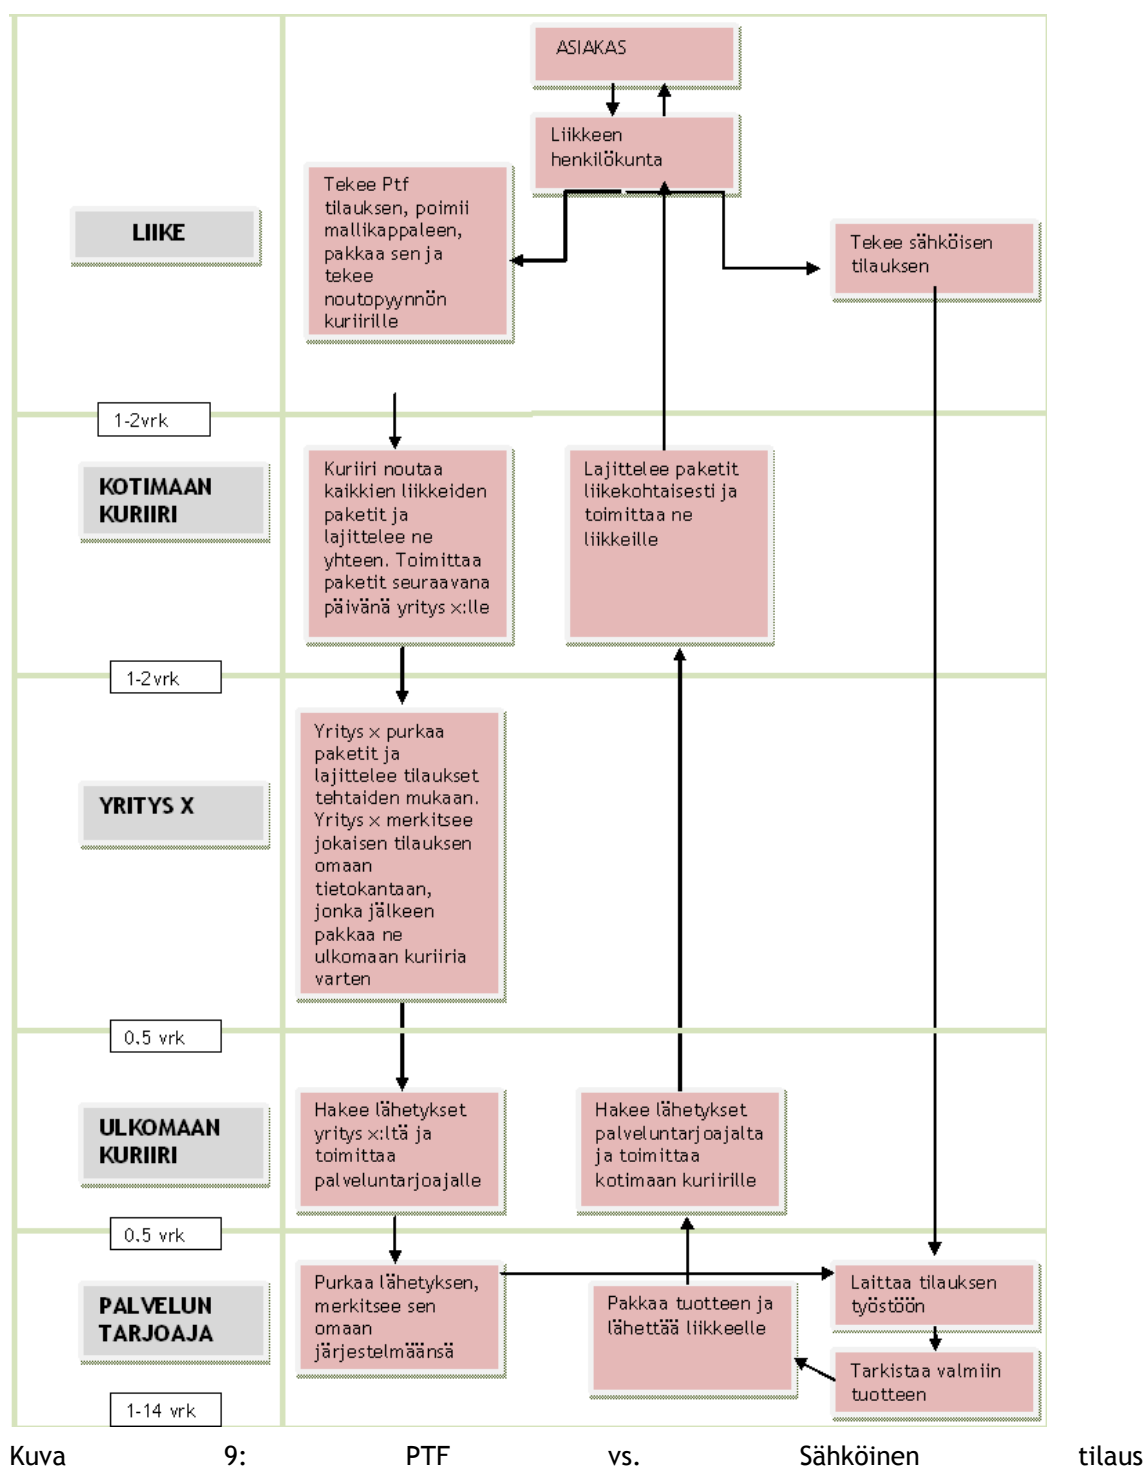 ASIAKAS
Liikkeen
henkilökunta
LIIKE
Tekee Ptf
tilauksen, poimii
mallikappaleen,
pakkaa sen ja
tekee
noutopyynnön
kuriirille
Tekee sähköisen
tilauksen
1-2vrk
KOTIMAAN
KURIIRI
Kuriiri noutaa
kaikkien liikkeiden
paketit ja
lajittelee ne
yhteen. Toimittaa
paketit seuraavana
päivänä yritys x:lle
Lajittelee paketit
liikekohtaisesti ja
toimittaa ne
liikkeille
1-2vrk
YRITYS X
Yritys x purkaa
paketit ja
lajittelee tilaukset
tehtaiden mukaan.
Yritys x merkitsee
jokaisen tilauksen
omaan
tietokantaan,
jonka jälkeen
pakkaa ne
ulkomaan kuriiria
varten
0.5 vrk
ULKOMAAN
KURIIRI
Hakee lähetykset
yritys x:ltä ja
toimittaa
palveluntarjoajalle
Hakee lähetykset
palveluntarjoajalta
ja toimittaa
kotimaan kuriirille
0.5 vrk
PALVELUN
TARJOAJA
Purkaa lähetyksen,
merkitsee sen
omaan
järjestelmäänsä
Pakkaa tuotteen ja
lähettää liikkeelle
Laittaa tilauksen
työstöön
Tarkistaa valmiin
tuotteen
1-14 vrk
Kuva 9: PTF vs. Sähköinen tilaus